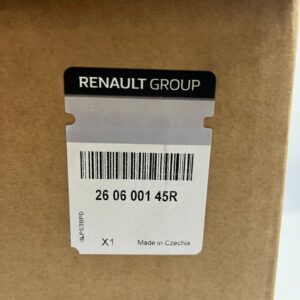 RENAULT GROUP
26 06 001 45R
X1 Made in Czechia